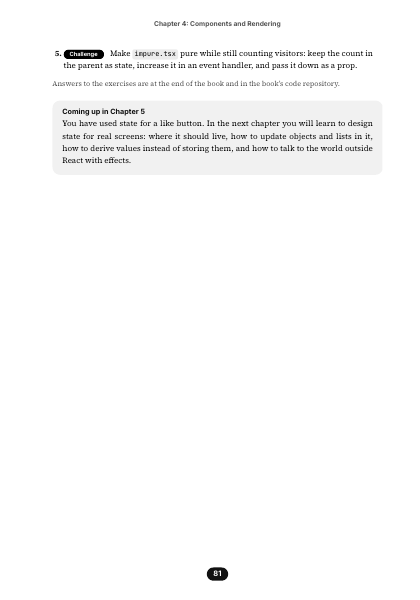 Chapter 4: Components and Rendering
5. Challenge Make impure.tsx pure while still counting visitors: keep the count in
the parent as state, increase it in an event handler, and pass it down as a prop.
Answers to the exercises are at the end of the book and in the book's code repository.
Coming up in Chapter 5
You have used state for a like button. In the next chapter you will learn to design
state for real screens: where it should live, how to update objects and lists in it,
how to derive values instead of storing them, and how to talk to the world outside
React with effects.
81